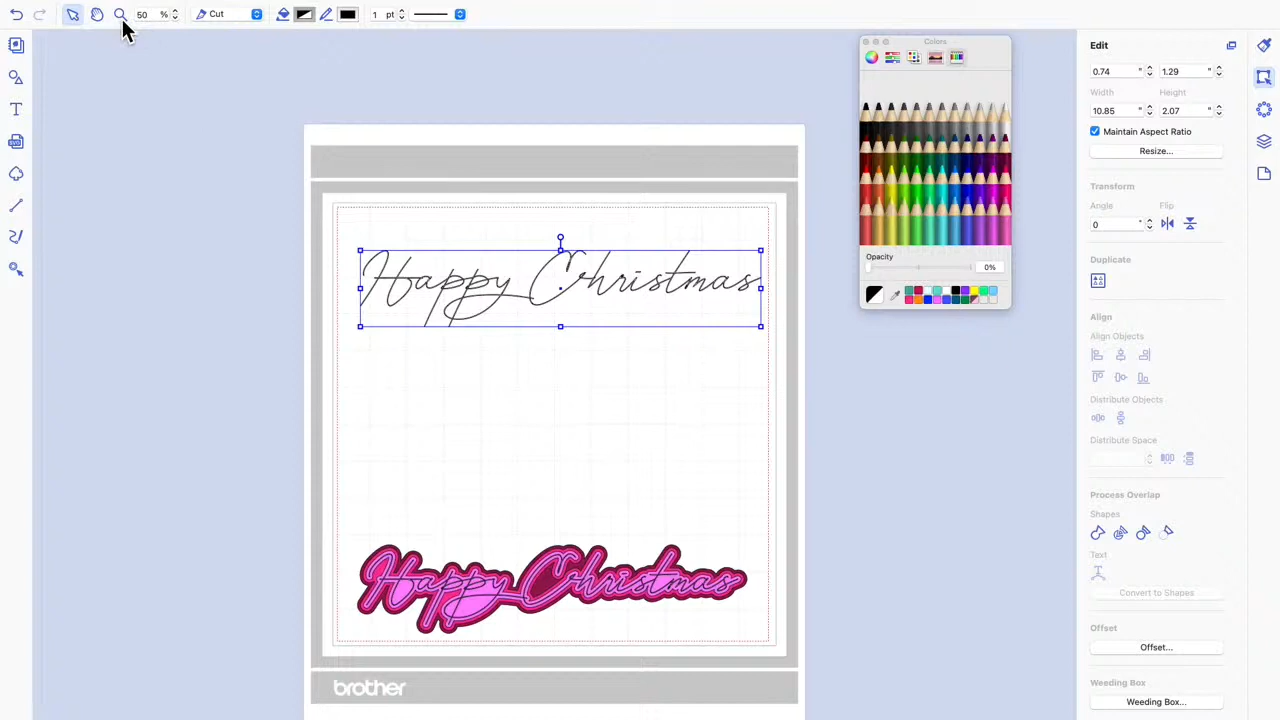 50 % Cut 1 pt
Colors
Edit
0.74 " 1.29 "
Width Height
10.85 " 2.07 "
Maintain Aspect Ratio
Resize...
Transform
Angle Flip
0 °
Opacity
0%
Duplicate
Align
Align Objects
Distribute Objects
Distribute Space
Process Overlap
Shapes
Text
Convert to Shapes
Offset
Offset...
Weeding Box
Weeding Box...
Happy Christmas
Happy Christmas
brother